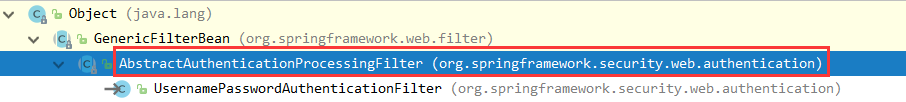 Object (java.lang)
GenericFilterBean (org.springframework.web.filter)
AbstractAuthenticationProcessingFilter (org.springframework.security.web.authentication)
UsernamePasswordAuthenticationFilter (org.springframework.security.web.authentication)